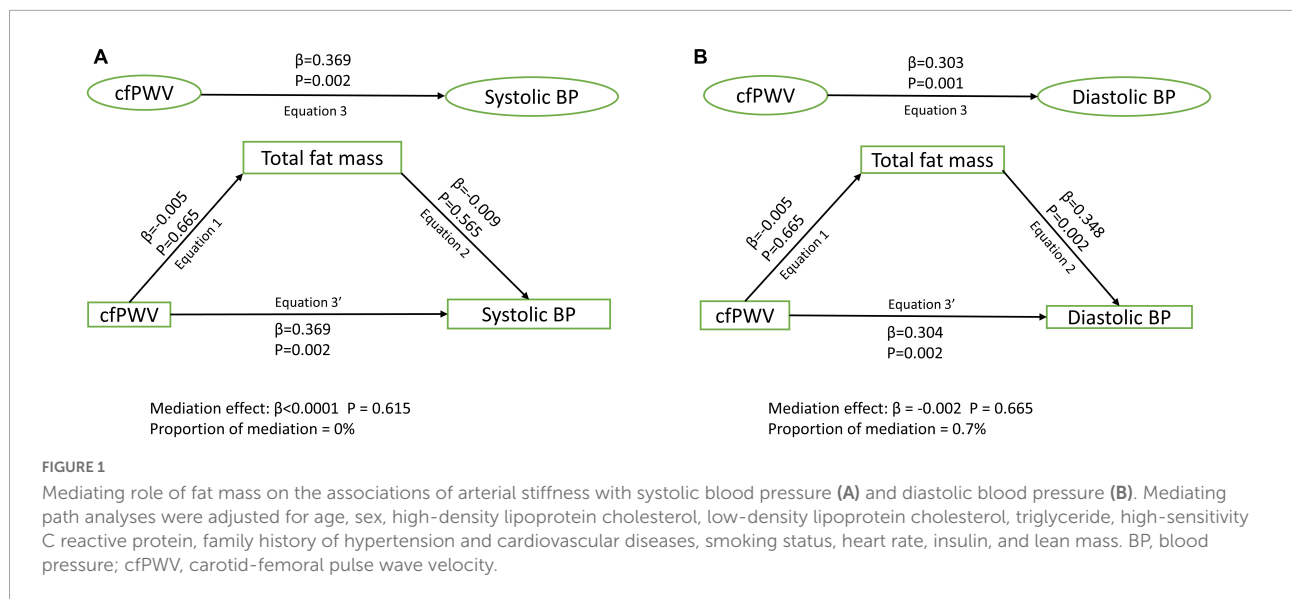 A
β=0.369
P=0.002
cfPWV
Systolic BP
Equation 3
Total fat mass
β=-0.005
P=0.665
Equation 1
β=-0.009
P=0.565
Equation 2
cfPWV
Equation 3’
Systolic BP
β=0.369
P=0.002
Mediation effect: β<0.0001 P = 0.615
Proportion of mediation = 0%
B
β=0.303
P=0.001
cfPWV
Diastolic BP
Equation 3
Total fat mass
β=-0.005
P=0.665
Equation 1
β=0.348
P=0.002
Equation 2
cfPWV
Equation 3’
Diastolic BP
β=0.304
P=0.002
Mediation effect: β = -0.002 P = 0.665
Proportion of mediation = 0.7%
FIGURE 1
Mediating role of fat mass on the associations of arterial stiffness with systolic blood pressure (A) and diastolic blood pressure (B). Mediating
path analyses were adjusted for age, sex, high-density lipoprotein cholesterol, low-density lipoprotein cholesterol, triglyceride, high-sensitivity
C reactive protein, family history of hypertension and cardiovascular diseases, smoking status, heart rate, insulin, and lean mass. BP, blood
pressure; cfPWV, carotid-femoral pulse wave velocity.